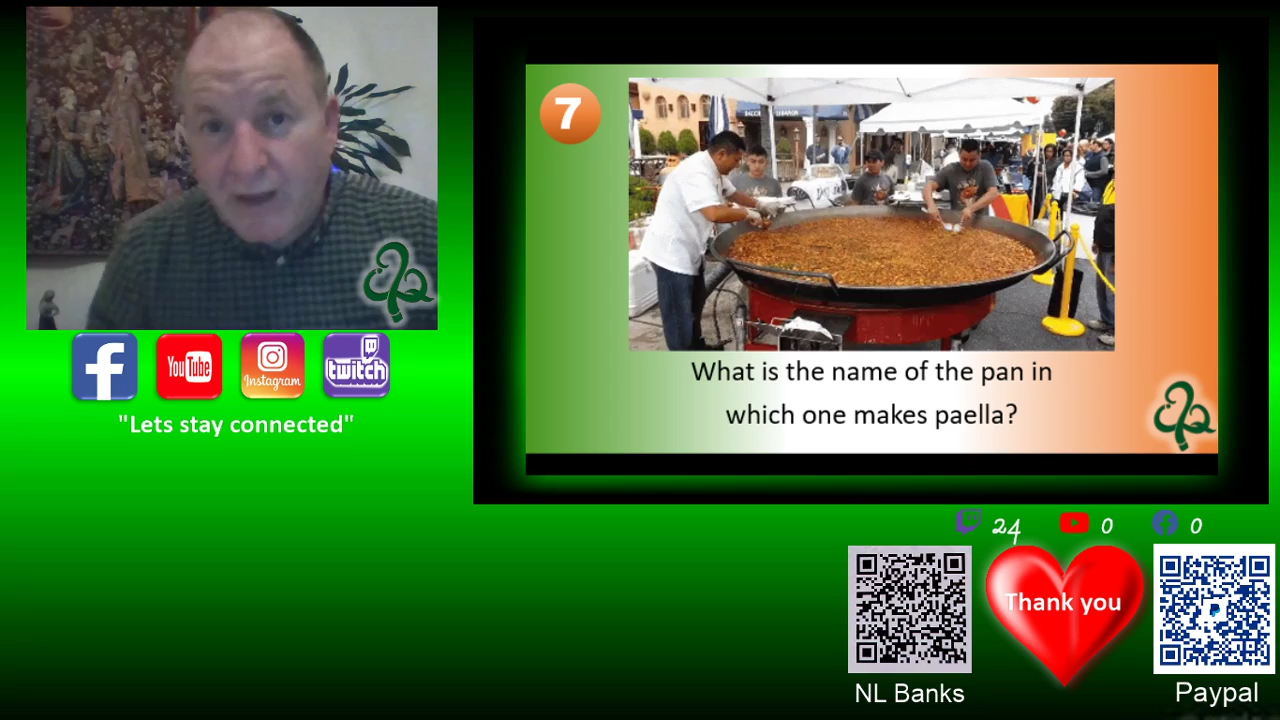 7
What is the name of the pan in
which one makes paella?
f
YouTube
Instagram
twitch
"Lets stay connected"
24
0
0
Thank you
NL Banks
Paypal